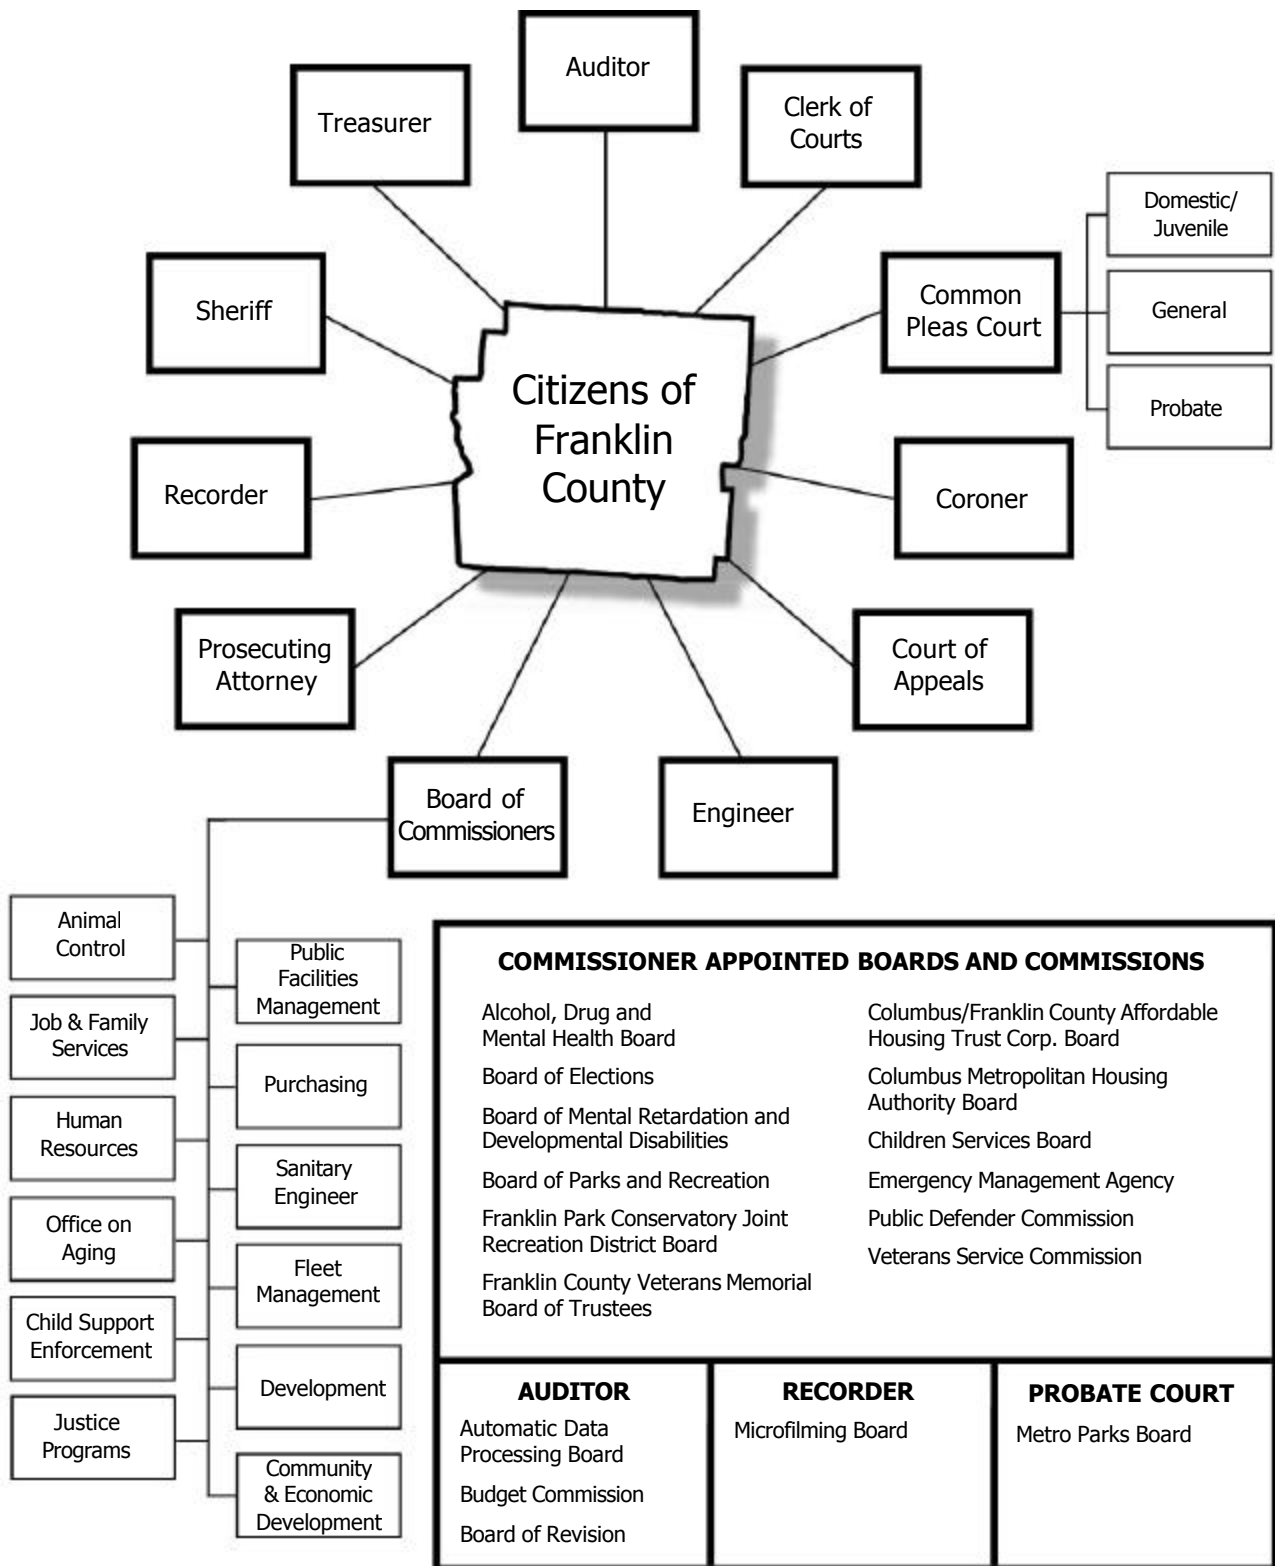 Auditor
Treasurer
Clerk of
Courts
Domestic/
Juvenile
Sheriff
Common
Pleas Court
General
Probate
Citizens of
Franklin
County
Recorder
Coroner
Prosecuting
Attorney
Court of
Appeals
Board of
Commissioners
Engineer
Animal
Control
Job & Family
Services
Human
Resources
Office on
Aging
Child Support
Enforcement
Justice
Programs
Public
Facilities
Management
Purchasing
Sanitary
Engineer
Fleet
Management
Development
Community
& Economic
Development
COMMISSIONER APPOINTED BOARDS AND COMMISSIONS
Alcohol, Drug and
Mental Health Board
Board of Elections
Board of Mental Retardation and
Developmental Disabilities
Board of Parks and Recreation
Franklin Park Conservatory Joint
Recreation District Board
Franklin County Veterans Memorial
Board of Trustees
Columbus/Franklin County Affordable
Housing Trust Corp. Board
Columbus Metropolitan Housing
Authority Board
Children Services Board
Emergency Management Agency
Public Defender Commission
Veterans Service Commission
AUDITOR
Automatic Data
Processing Board
Budget Commission
Board of Revision
RECORDER
Microfilming Board
PROBATE COURT
Metro Parks Board